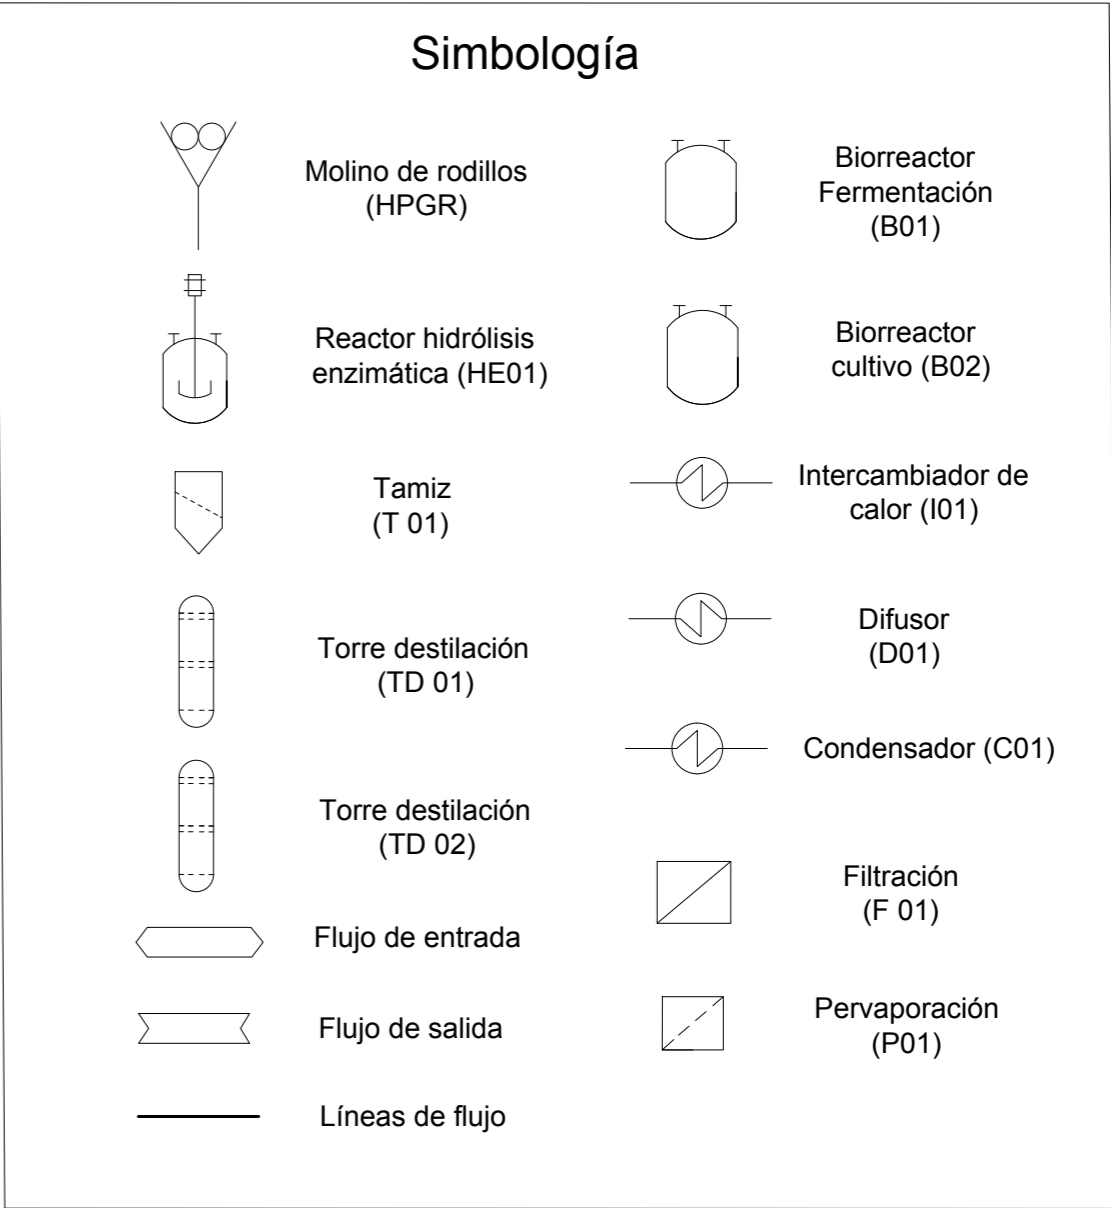 Simbología
Molino de rodillos
(HPGR)
Reactor hidrólisis
enzimática (HE01)
Tamiz
(T 01)
Torre destilación
(TD 01)
Torre destilación
(TD 02)
Flujo de entrada
Flujo de salida
Líneas de flujo
Biorreactor
Fermentación
(B01)
Biorreactor
cultivo (B02)
Intercambiador de
calor (I01)
Difusor
(D01)
Condensador (C01)
Filtración
(F 01)
Pervaporación
(P01)